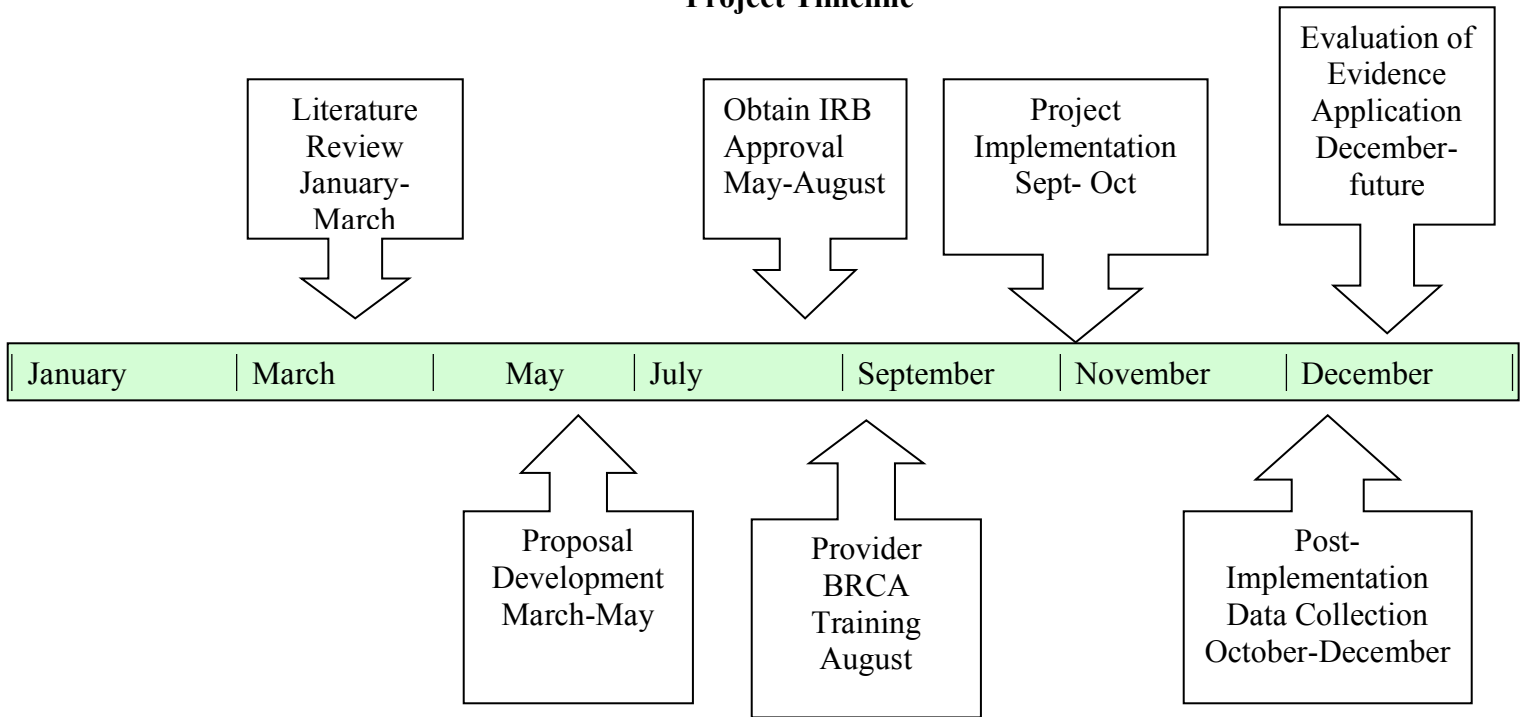 Project Timeline
Literature
Review
January-
March
Obtain IRB
Approval
May-August
Project
Implementation
Sept- Oct
Evaluation of
Evidence
Application
December-
future
January
March
May
July
September
November
December
Proposal
Development
March-May
Provider
BRCA
Training
August
Post-
Implementation
Data Collection
October-December